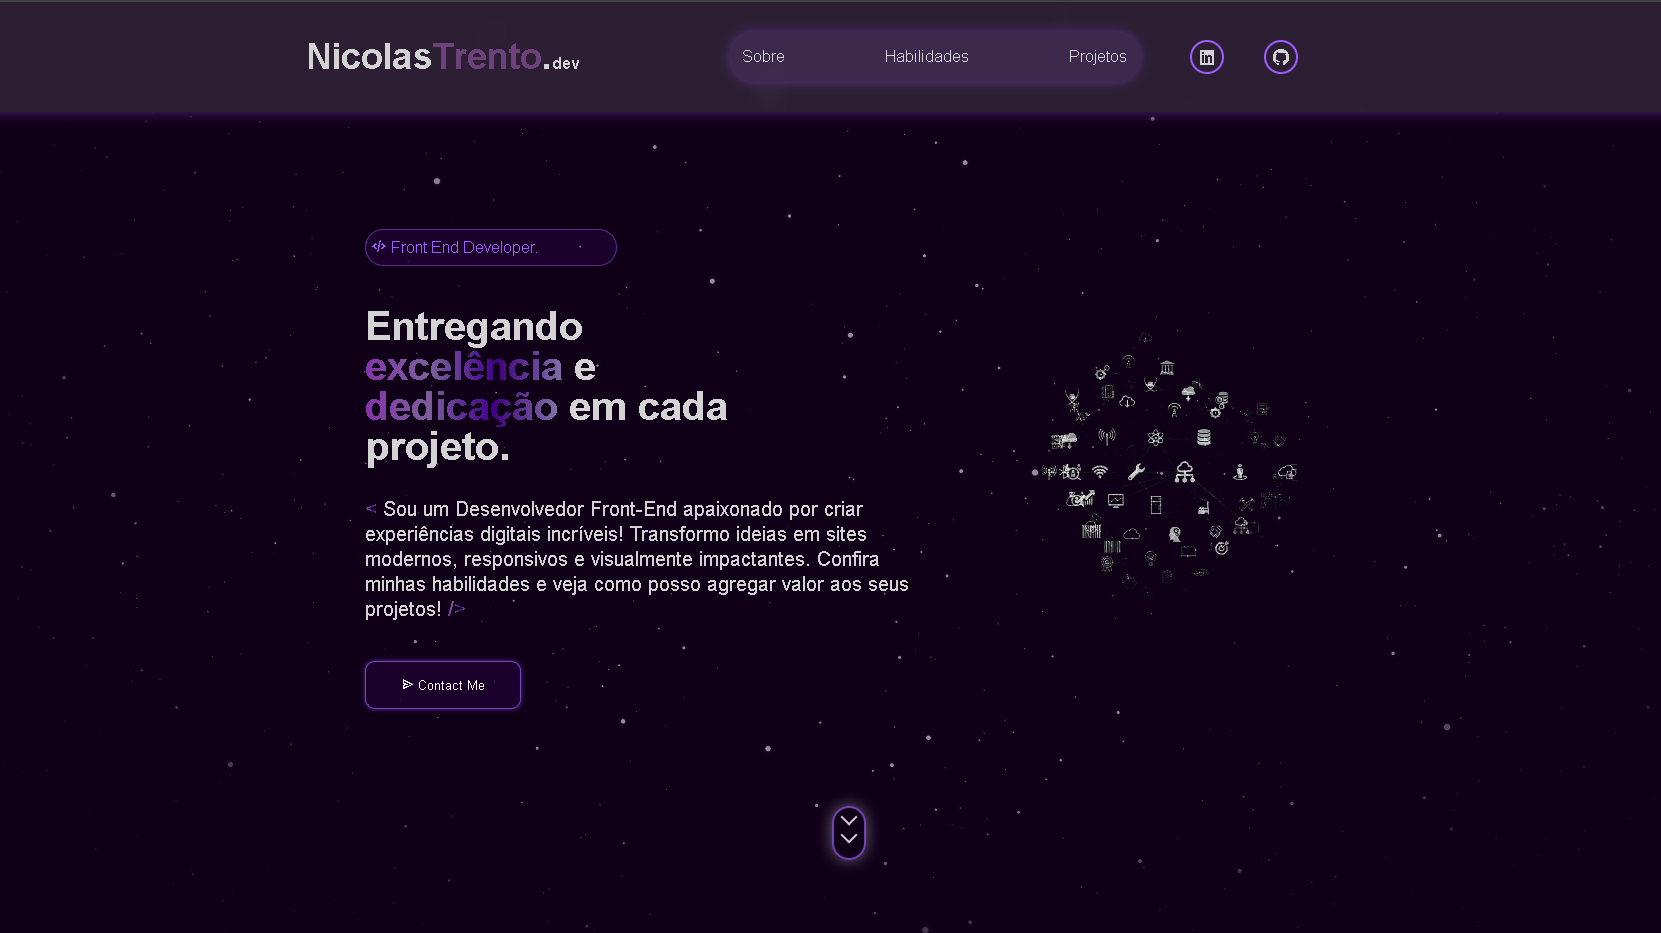 NicolasTrento.dev
Sobre Habilidades Projetos
</> Front End Developer.
Entregando
excelência e
dedicação em cada
projeto.
< Sou um Desenvolvedor Front-End apaixonado por criar
experiências digitais incríveis! Transformo ideias em sites
modernos, responsivos e visualmente impactantes. Confira
minhas habilidades e veja como posso agregar valor aos seus
projetos! />
Contact Me